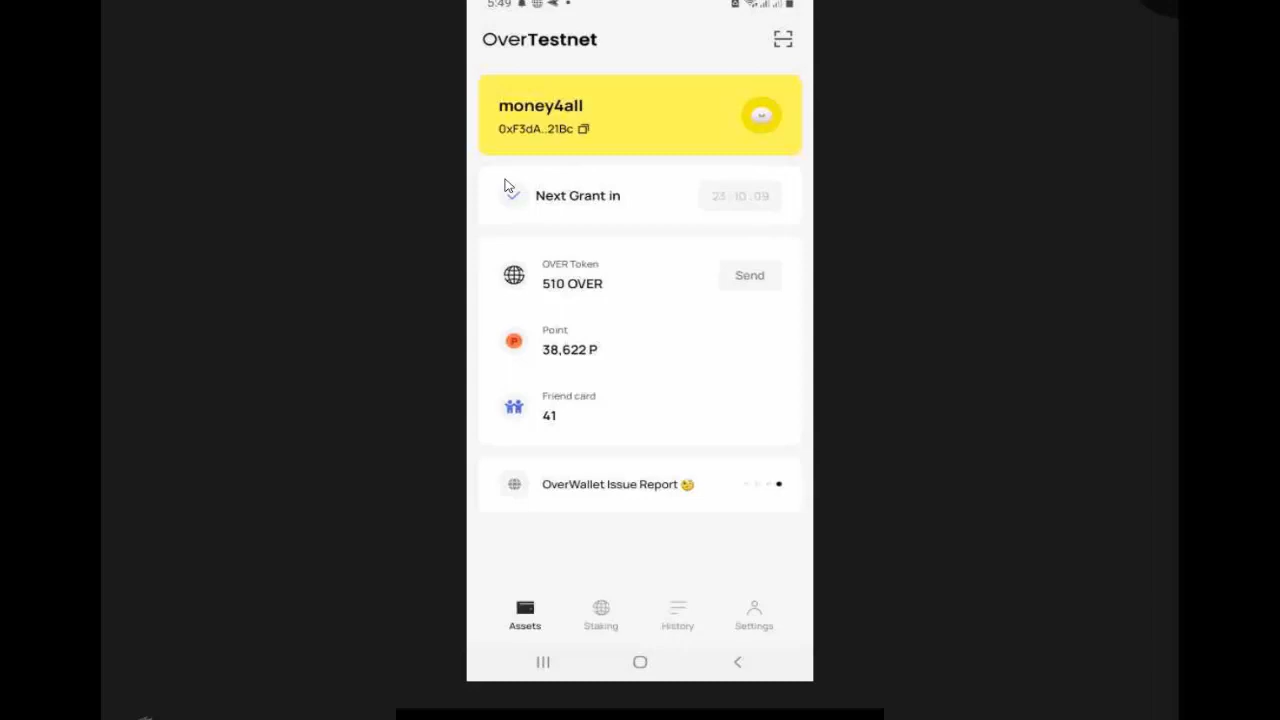 5:49
OverTestnet
money4all
0xF3dA..21Bc
Next Grant in
23 : 10 : 09
OVER Token
510 OVER
Send
Point
38,622 P
Friend card
41
OverWallet Issue Report 🧐
Assets
Staking
History
Settings